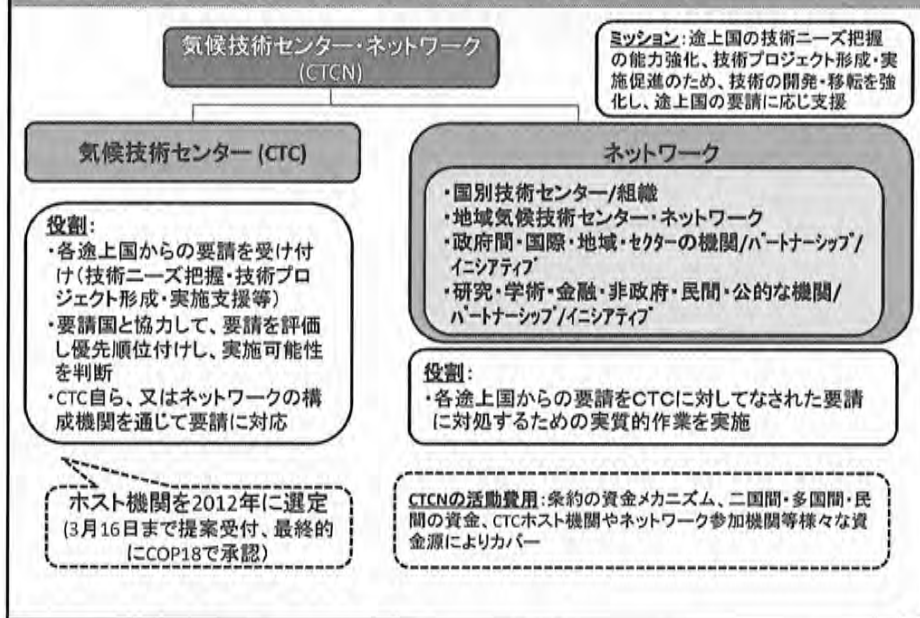 気候技術センター・ネットワーク
(CTCN)
ミッション:途上国の技術ニーズ把握
の能力強化、技術プロジェクト形成・実
施促進のため、技術の開発・移転を強
化し、途上国の要請に応じ支援
気候技術センター (CTC)
役割:
・各途上国からの要請を受け付
け(技術ニーズ把握・技術プロ
ジェクト形成・実施支援等)
・要請国と協力して、要請を評価
し優先順位付けし、実施可能性
を判断
・CTC自ら、又はネットワークの構
成機関を通じて要請に対応
ホスト機関を2012年に選定
(3月16日まで提案受付、最終的
にCOP18で承認)
ネットワーク
・国別技術センター/組織
・地域気候技術センター・ネットワーク
・政府間・国際・地域・セクターの機関/パートナーシップ/
イニシアティブ
・研究・学術・金融・非政府・民間・公的な機関/
パートナーシップ/イニシアティブ
役割:
・各途上国からの要請をCTCに対してなされた要請
に対処するための実質的作業を実施
CTCNの活動費用:条約の資金メカニズム、二国間・多国間・民
間の資金、CTCホスト機関やネットワーク参加機関等様々な資
金源によりカバー